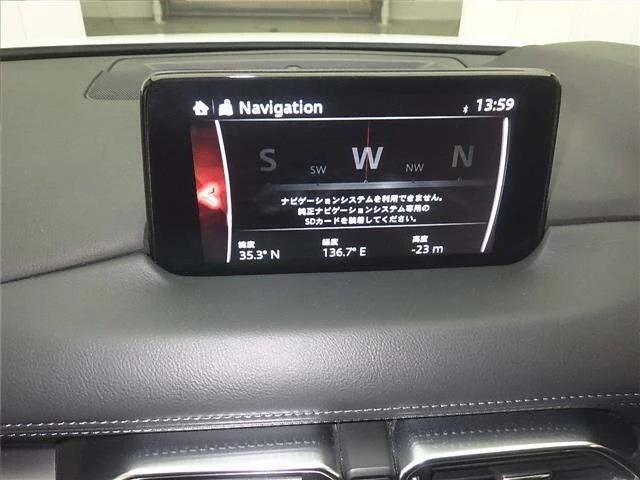 Navigation
13:59
S SW W NW N
ナビゲーションシステムを利用できません。
純正ナビゲーションシステム専用の
SDカードを装着してください。
緯度 経度 高度
35.3° N 136.7° E -23 m